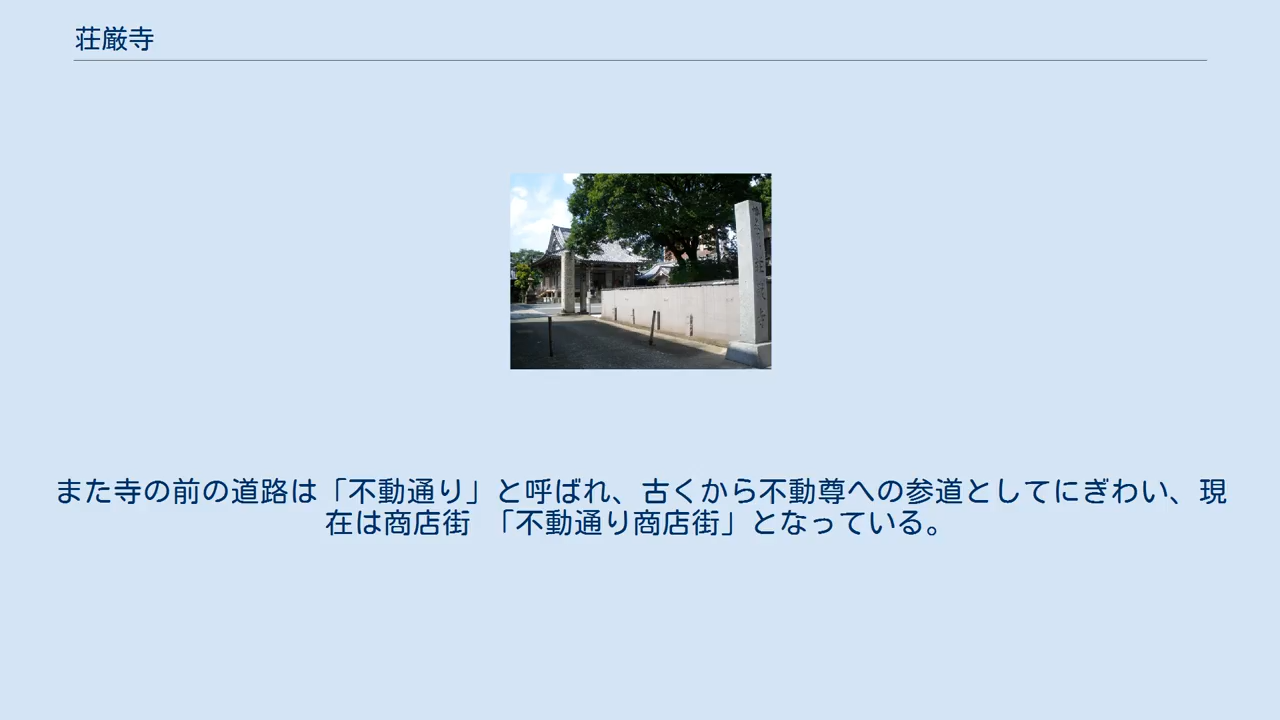 荘厳寺
また寺の前の道路は「不動通り」と呼ばれ、古くから不動尊への参道としてにぎわい、現
在は商店街 「不動通り商店街」となっている。